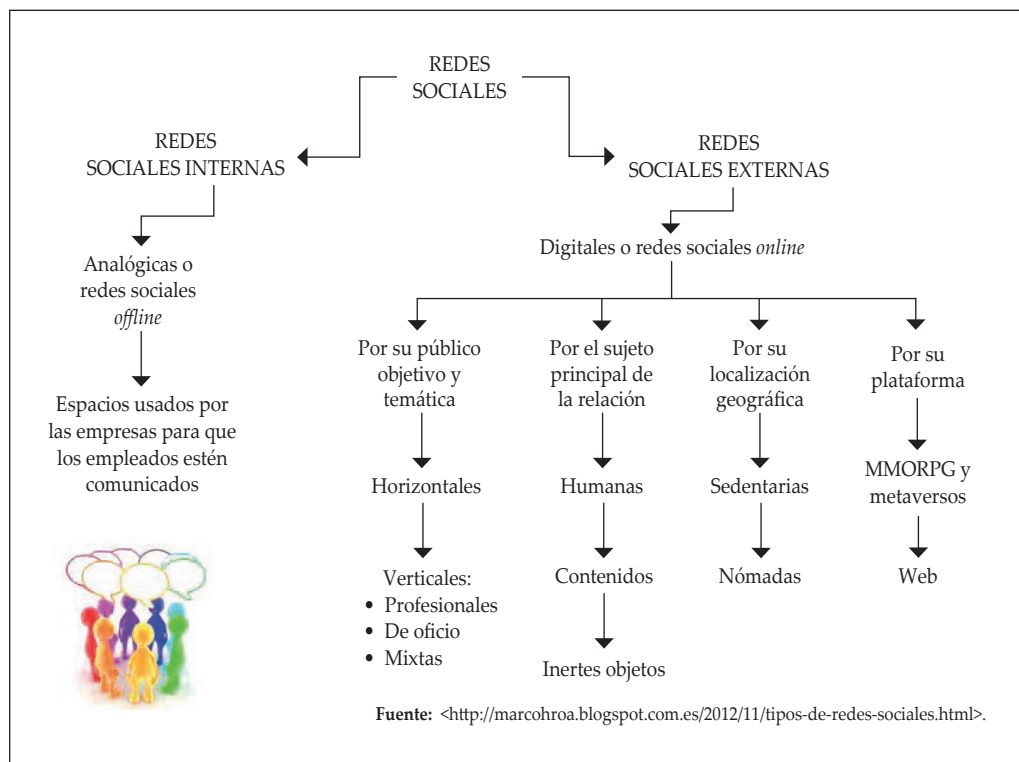 REDES
SOCIALES
REDES
SOCIALES INTERNAS
REDES
SOCIALES EXTERNAS
Analógicas o
redes sociales
offline
Espacios usados por
las empresas para que
los empleados estén
comunicados
Digitales o redes sociales online
Por su público
objetivo y
temática
Horizontales
Verticales:
• Profesionales
• De oficio
• Mixtas
Por el sujeto
principal de
la relación
Humanas
Contenidos
Inertes objetos
Por su
localización
geográfica
Sedentarias
Nómadas
Por su
plataforma
MMORPG y
metaversos
Web
Fuente: <http://marcohroa.blogspot.com.es/2012/11/tipos-de-redes-sociales.html>.